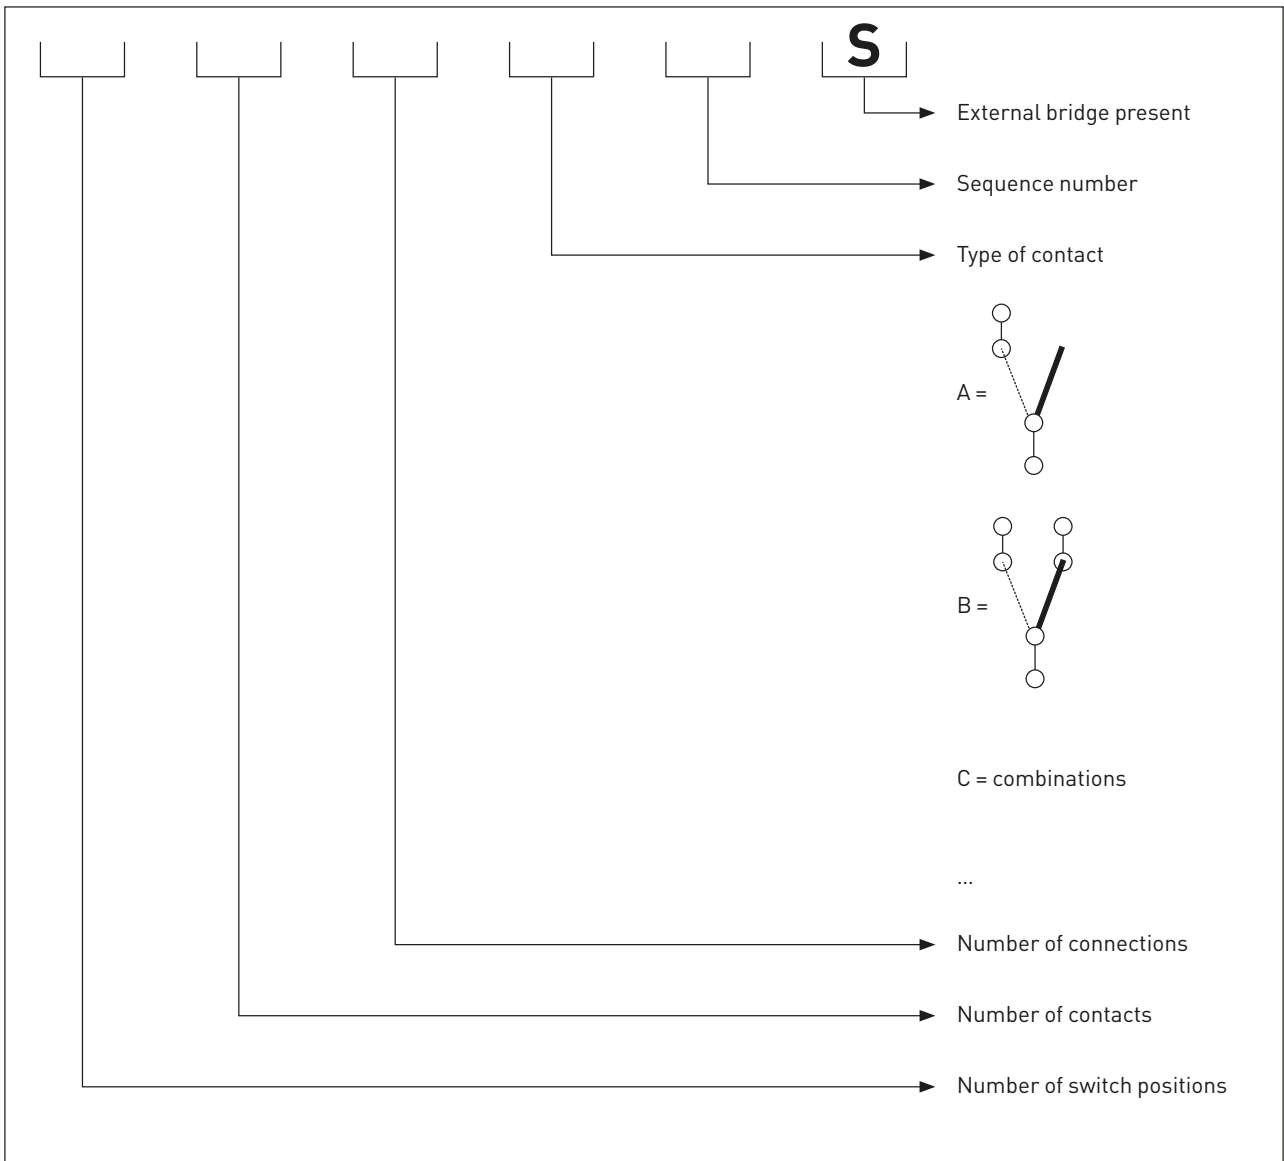 S
External bridge present
Sequence number
Type of contact
A =
B =
C = combinations
...
Number of connections
Number of contacts
Number of switch positions